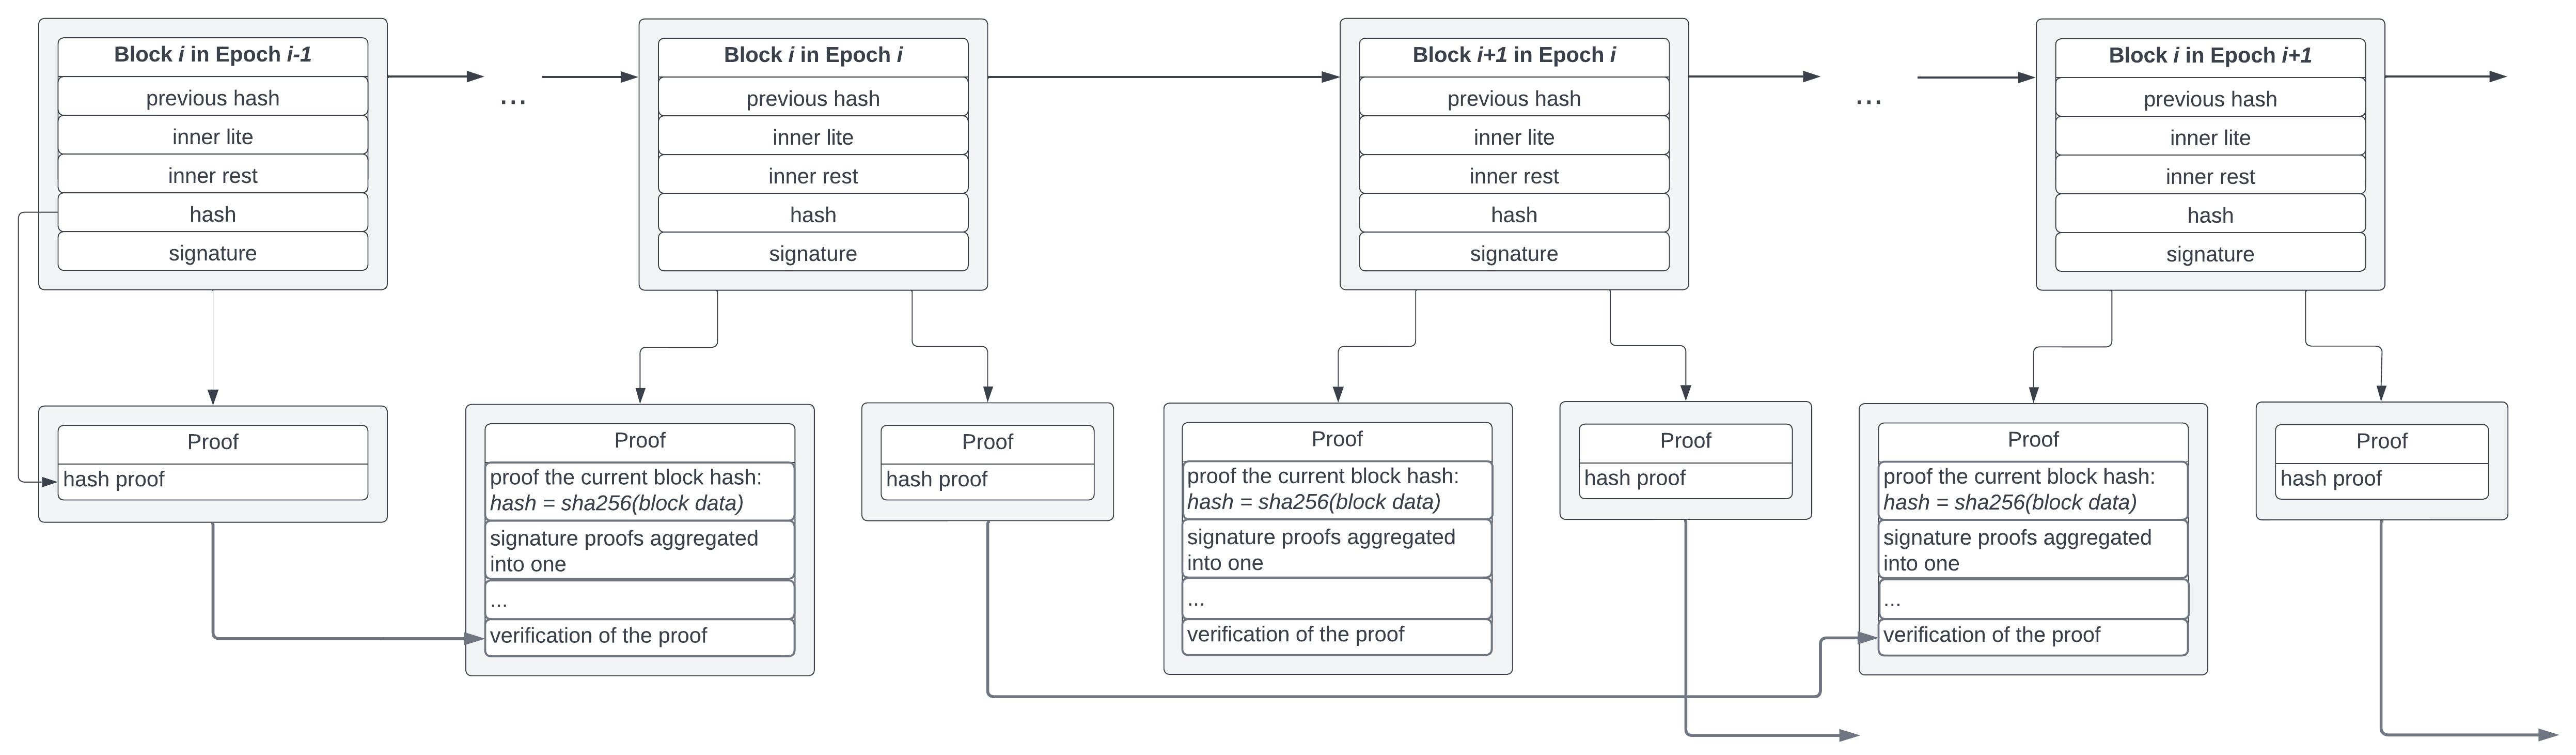 Block i in Epoch i-1
previous hash
inner lite
inner rest
hash
signature
...
Block i in Epoch i
previous hash
inner lite
inner rest
hash
signature
Block i+1 in Epoch i
previous hash
inner lite
inner rest
hash
signature
...
Block i in Epoch i+1
previous hash
inner lite
inner rest
hash
signature
Proof
hash proof
Proof
proof the current block hash:
hash = sha256(block data)
signature proofs aggregated
into one
...
verification of the proof
Proof
hash proof
Proof
proof the current block hash:
hash = sha256(block data)
signature proofs aggregated
into one
...
verification of the proof
Proof
hash proof
Proof
proof the current block hash:
hash = sha256(block data)
signature proofs aggregated
into one
...
verification of the proof
Proof
hash proof